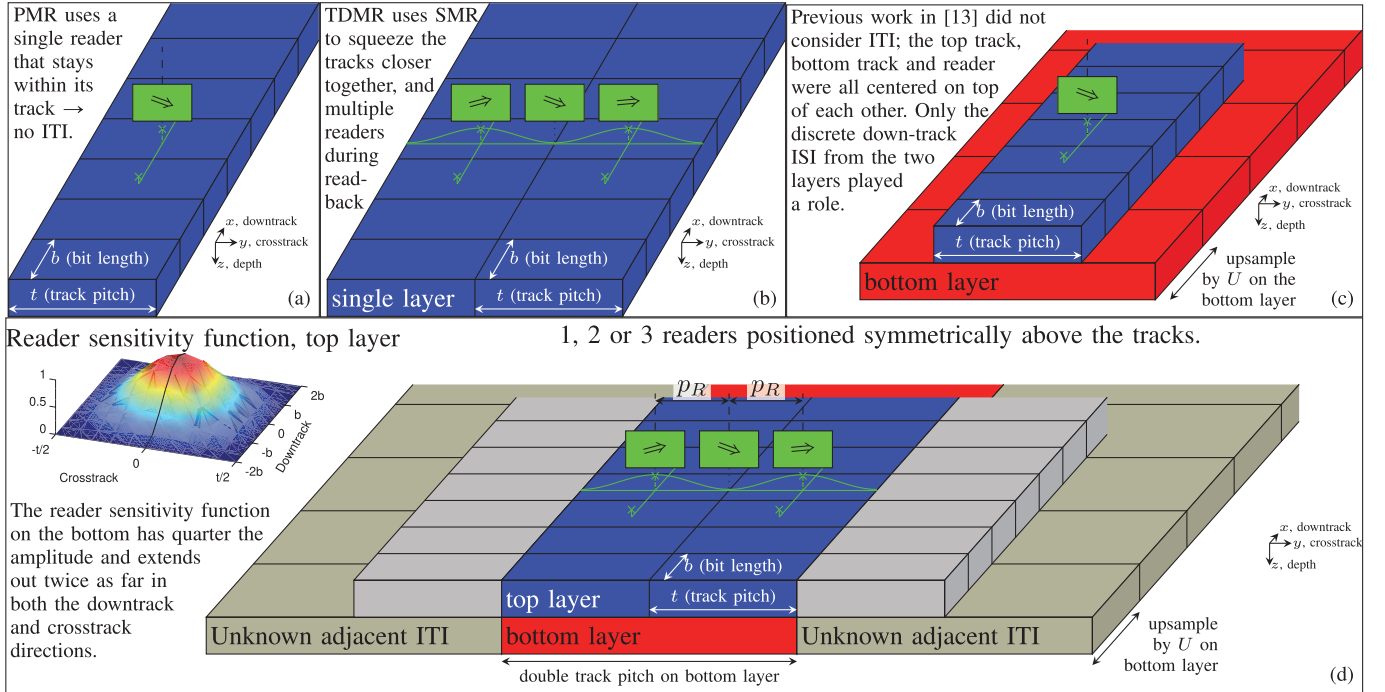 PMR uses a
single reader
that stays
within its
track →
no ITI.
x, downtrack
y, crosstrack
z, depth
b (bit length)
t (track pitch)
(a)
TDMR uses SMR
to squeeze the
tracks closer
together, and
multiple
readers
during
read-
back
x, downtrack
y, crosstrack
z, depth
b (bit length)
single layer
t (track pitch)
(b)
Previous work in [13] did not
consider ITI; the top track,
bottom track and reader
were all centered on top
of each other. Only the
discrete down-track
ISI from the two
layers played
a role.
x, downtrack
y, crosstrack
z, depth
b (bit length)
t (track pitch)
bottom layer
upsample
by U on the
bottom layer
(c)
Reader sensitivity function, top layer
1, 2 or 3 readers positioned symmetrically above the tracks.
1
0.5
0
-t/2
0
t/2
Crosstrack
2b
b
0
-b
-2b
Downtrack
The reader sensitivity function
on the bottom has quarter the
amplitude and extends
out twice as far in
both the downtrack
and crosstrack
directions.
pR pR
x, downtrack
y, crosstrack
z, depth
b (bit length)
top layer
t (track pitch)
Unknown adjacent ITI
bottom layer
Unknown adjacent ITI
double track pitch on bottom layer
upsample
by U on
bottom layer
(d)